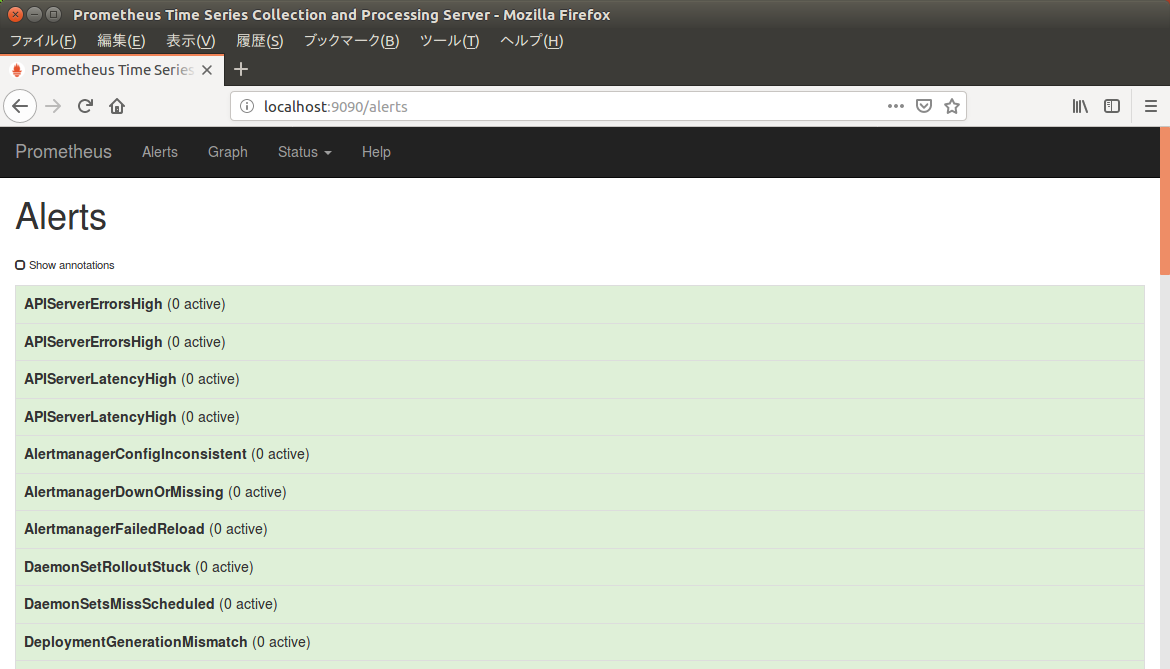 Prometheus Time Series Collection and Processing Server - Mozilla Firefox
ファイル(F) 編集(E) 表示(V) 履歴(S) ブックマーク(B) ツール(T) ヘルプ(H)
Prometheus Time Series
localhost:9090/alerts
Prometheus Alerts Graph Status Help
Alerts
Show annotations
APIServerErrorsHigh (0 active)
APIServerErrorsHigh (0 active)
APIServerLatencyHigh (0 active)
APIServerLatencyHigh (0 active)
AlertmanagerConfigInconsistent (0 active)
AlertmanagerDownOrMissing (0 active)
AlertmanagerFailedReload (0 active)
DaemonSetRolloutStuck (0 active)
DaemonSetsMissScheduled (0 active)
DeploymentGenerationMismatch (0 active)